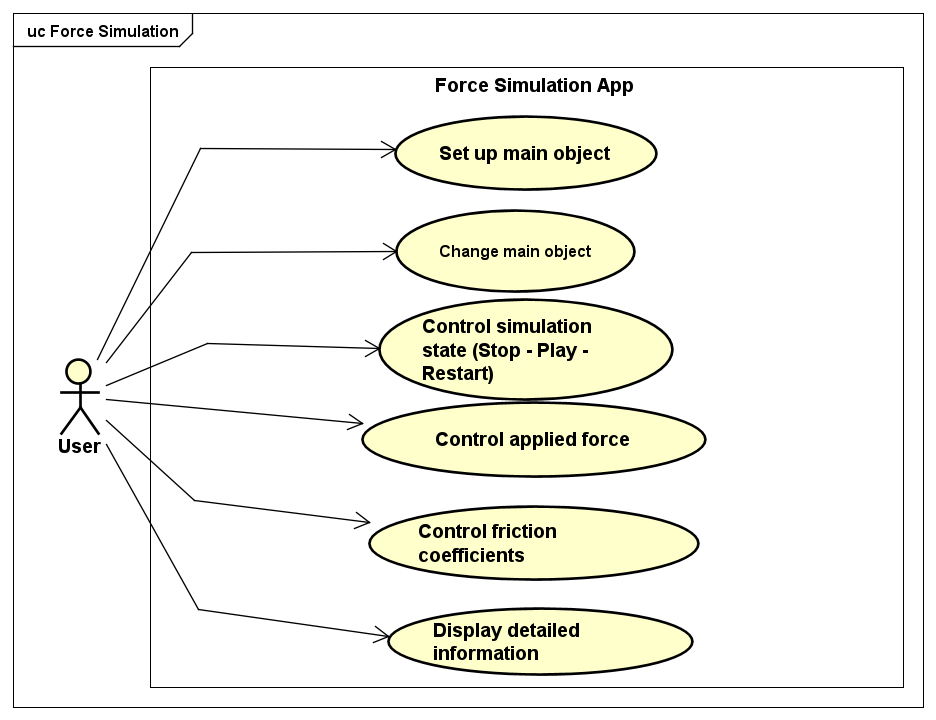 uc Force Simulation
Force Simulation App
Set up main object
Change main object
Control simulation
state (Stop - Play -
Restart)
Control applied force
User
Control friction
coefficients
Display detailed
information